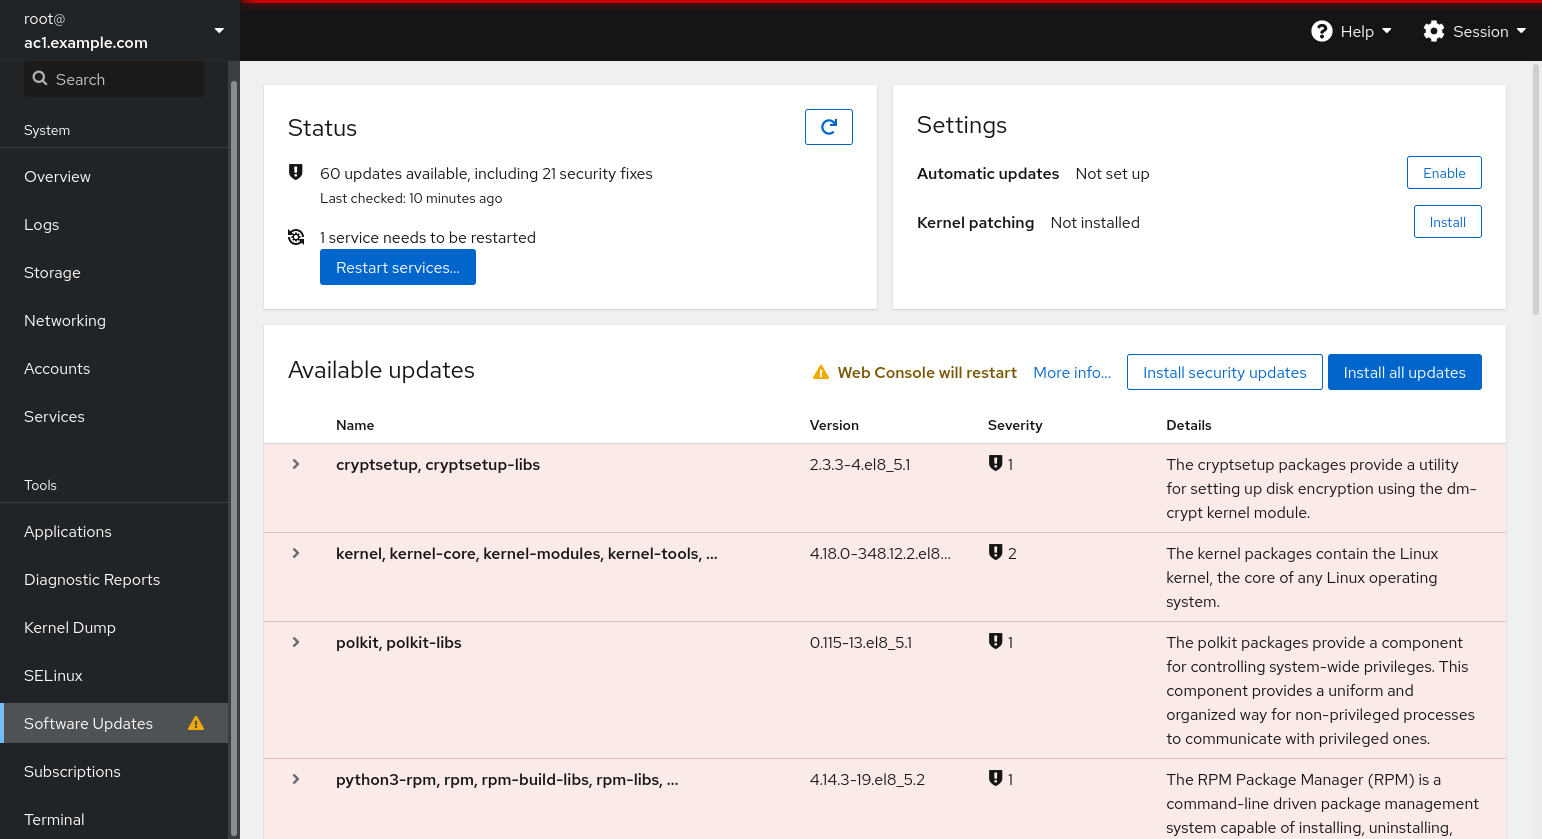 root@
ac1.example.com
Help
Session
Search
System
Overview
Logs
Storage
Networking
Accounts
Services
Tools
Applications
Diagnostic Reports
Kernel Dump
SELinux
Software Updates
Subscriptions
Terminal
Status
60 updates available, including 21 security fixes
Last checked: 10 minutes ago
1 service needs to be restarted
Restart services...
Settings
Automatic updates Not set up Enable
Kernel patching Not installed Install
Available updates Web Console will restart More info... Install security updates Install all updates
Name Version Severity Details
cryptsetup, cryptsetup-libs 2.3.3-4.el8_5.1 1 The cryptsetup packages provide a utility
for setting up disk encryption using the dm-
crypt kernel module.
kernel, kernel-core, kernel-modules, kernel-tools, ... 4.18.0-348.12.2.el8... 2 The kernel packages contain the Linux
kernel, the core of any Linux operating
system.
polkit, polkit-libs 0.115-13.el8_5.1 1 The polkit packages provide a component
for controlling system-wide privileges. This
component provides a uniform and
organized way for non-privileged processes
to communicate with privileged ones.
python3-rpm, rpm, rpm-build-libs, rpm-libs, ... 4.14.3-19.el8_5.2 1 The RPM Package Manager (RPM) is a
command-line driven package management
system capable of installing, uninstalling,